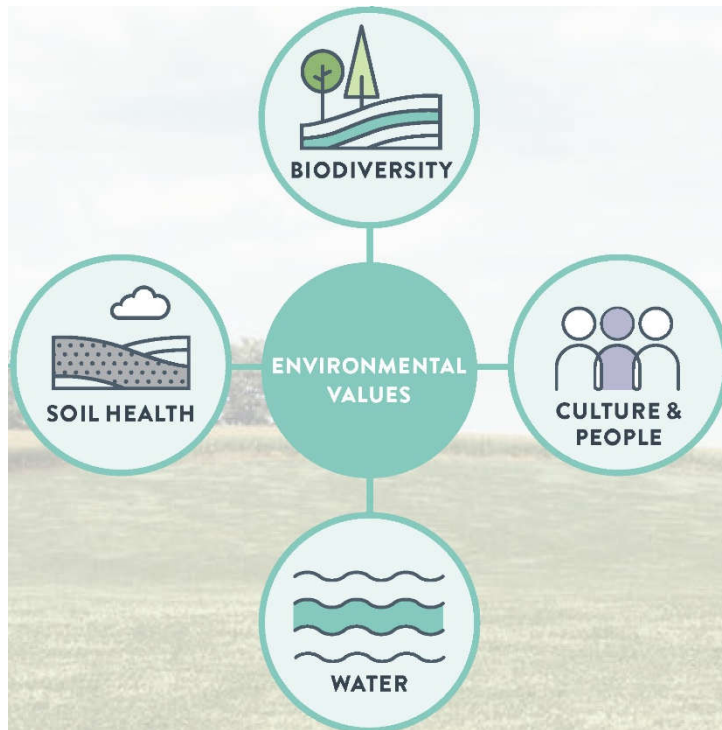 BIODIVERSITY
ENVIRONMENTAL
VALUES
SOIL HEALTH
CULTURE &
PEOPLE
WATER